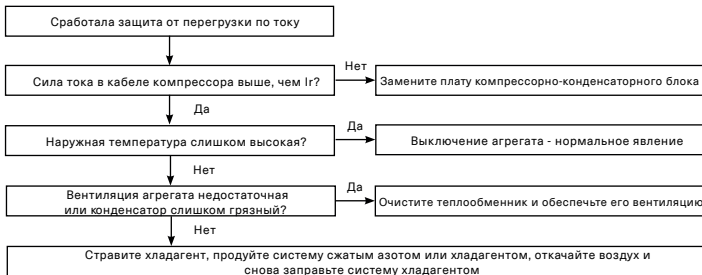 Сработала защита от перегрузки по току
Нет
Сила тока в кабеле компрессора выше, чем Ir?
Замените плату компрессорно-конденсаторного блока
Да
Наружная температура слишком высокая?
Да
Выключение агрегата - нормальное явление
Нет
Вентиляция агрегата недостаточная
или конденсатор слишком грязный?
Да
Очистите теплообменник и обеспечьте его вентиляцию
Нет
Стравите хладагент, продуйте систему сжатым азотом или хладагентом, откачайте воздух и
снова заправьте систему хладагентом